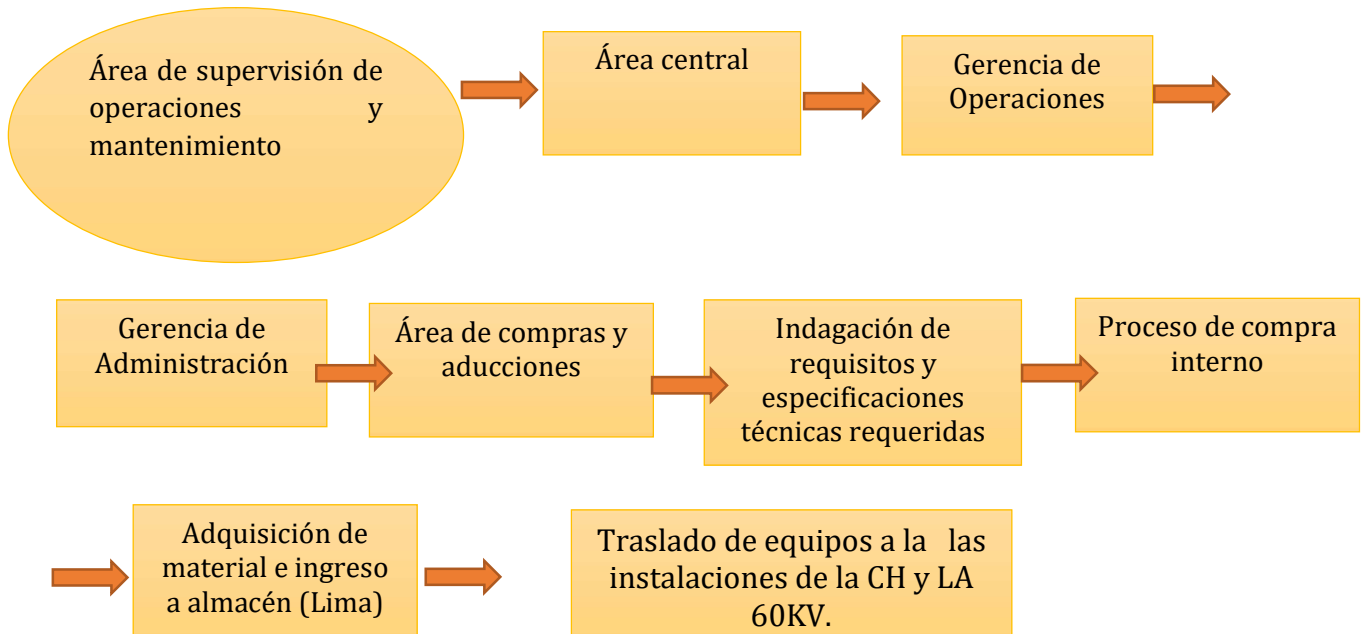 Área de supervisión de
operaciones y
mantenimiento
Área central
Gerencia de
Operaciones
Gerencia de
Administración
Área de compras y
aducciones
Indagación de
requisitos y
especificaciones
técnicas requeridas
Proceso de compra
interno
Adquisición de
material e ingreso
a almacén (Lima)
Traslado de equipos a la las
instalaciones de la CH y LA
60KV.